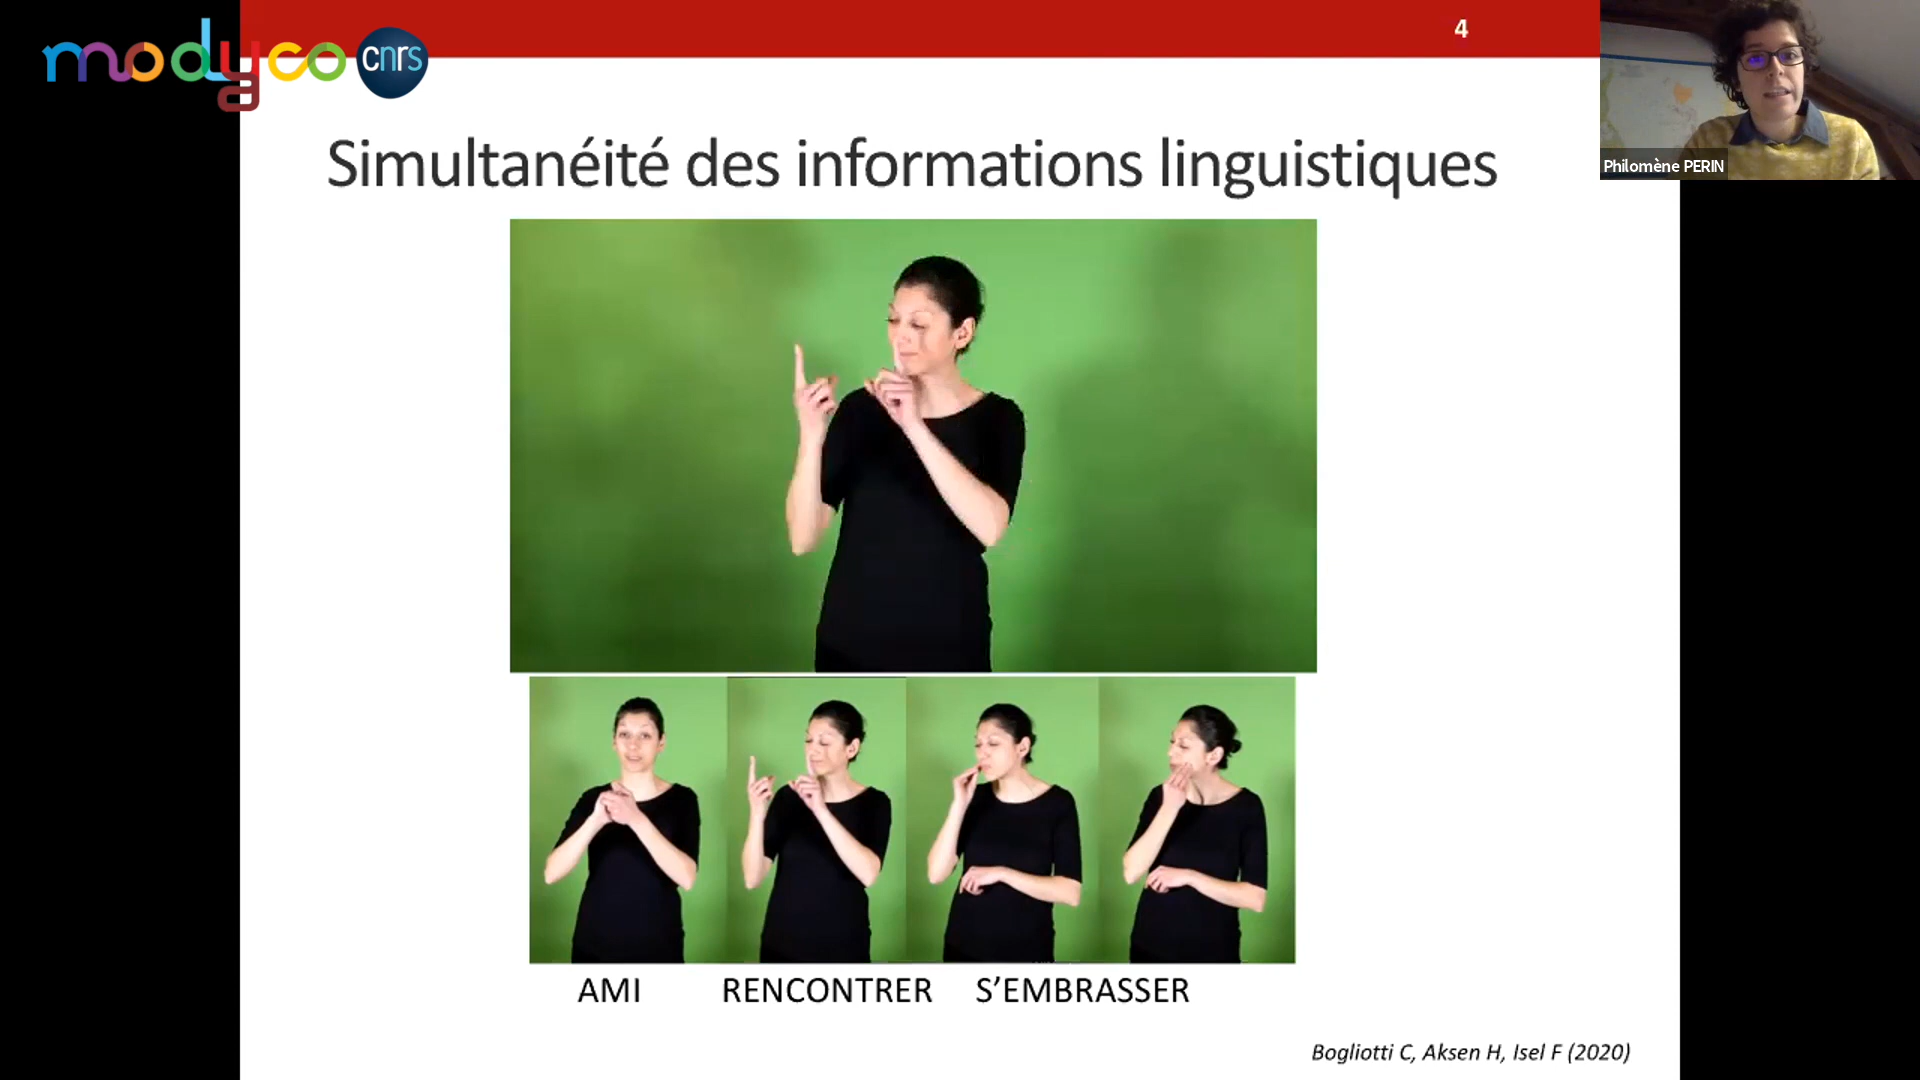 modyco cnrs
4
Philomène PERIN
Simultanéité des informations linguistiques
AMI RENCONTRER S'EMBRASSER
Bogliotti C, Aksen H, Isel F (2020)